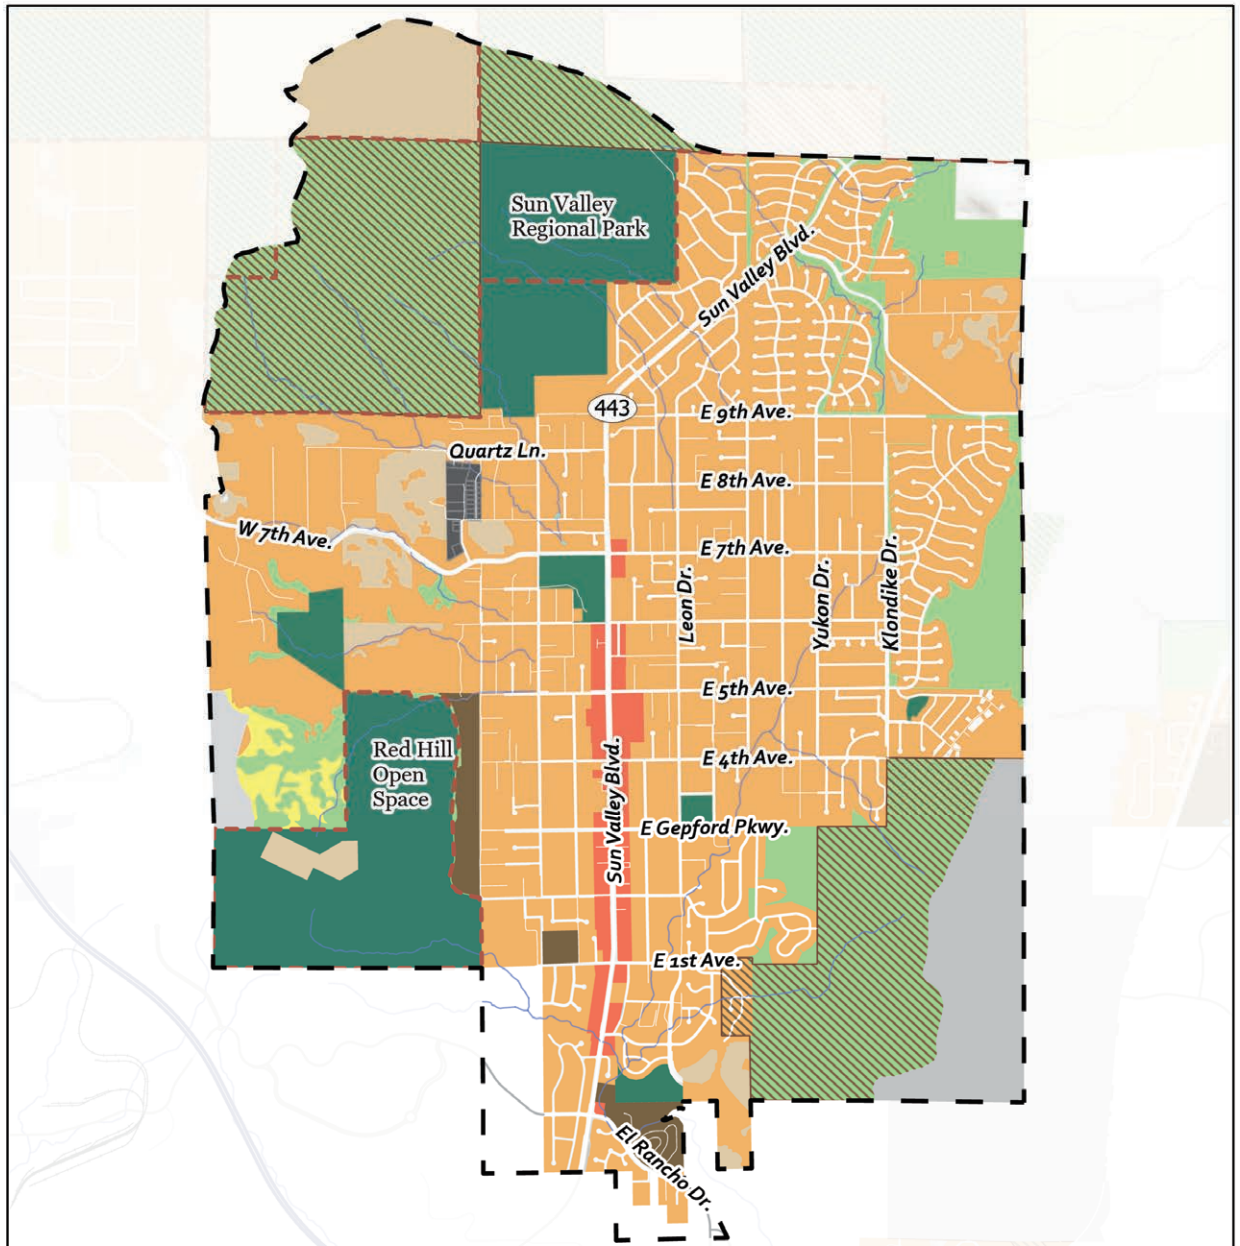 Sun Valley
Regional Park
Sun Valley Blvd.
443
E 9th Ave.
Quartz Ln.
E 8th Ave.
W 7th Ave.
E 7th Ave.
Leon Dr.
Yukon Dr.
Klondike Dr.
E 5th Ave.
Red Hill
Open
Space
Sun Valley Blvd.
E 4th Ave.
E Gepford Pkwy.
E 1st Ave.
El Rancho Dr.